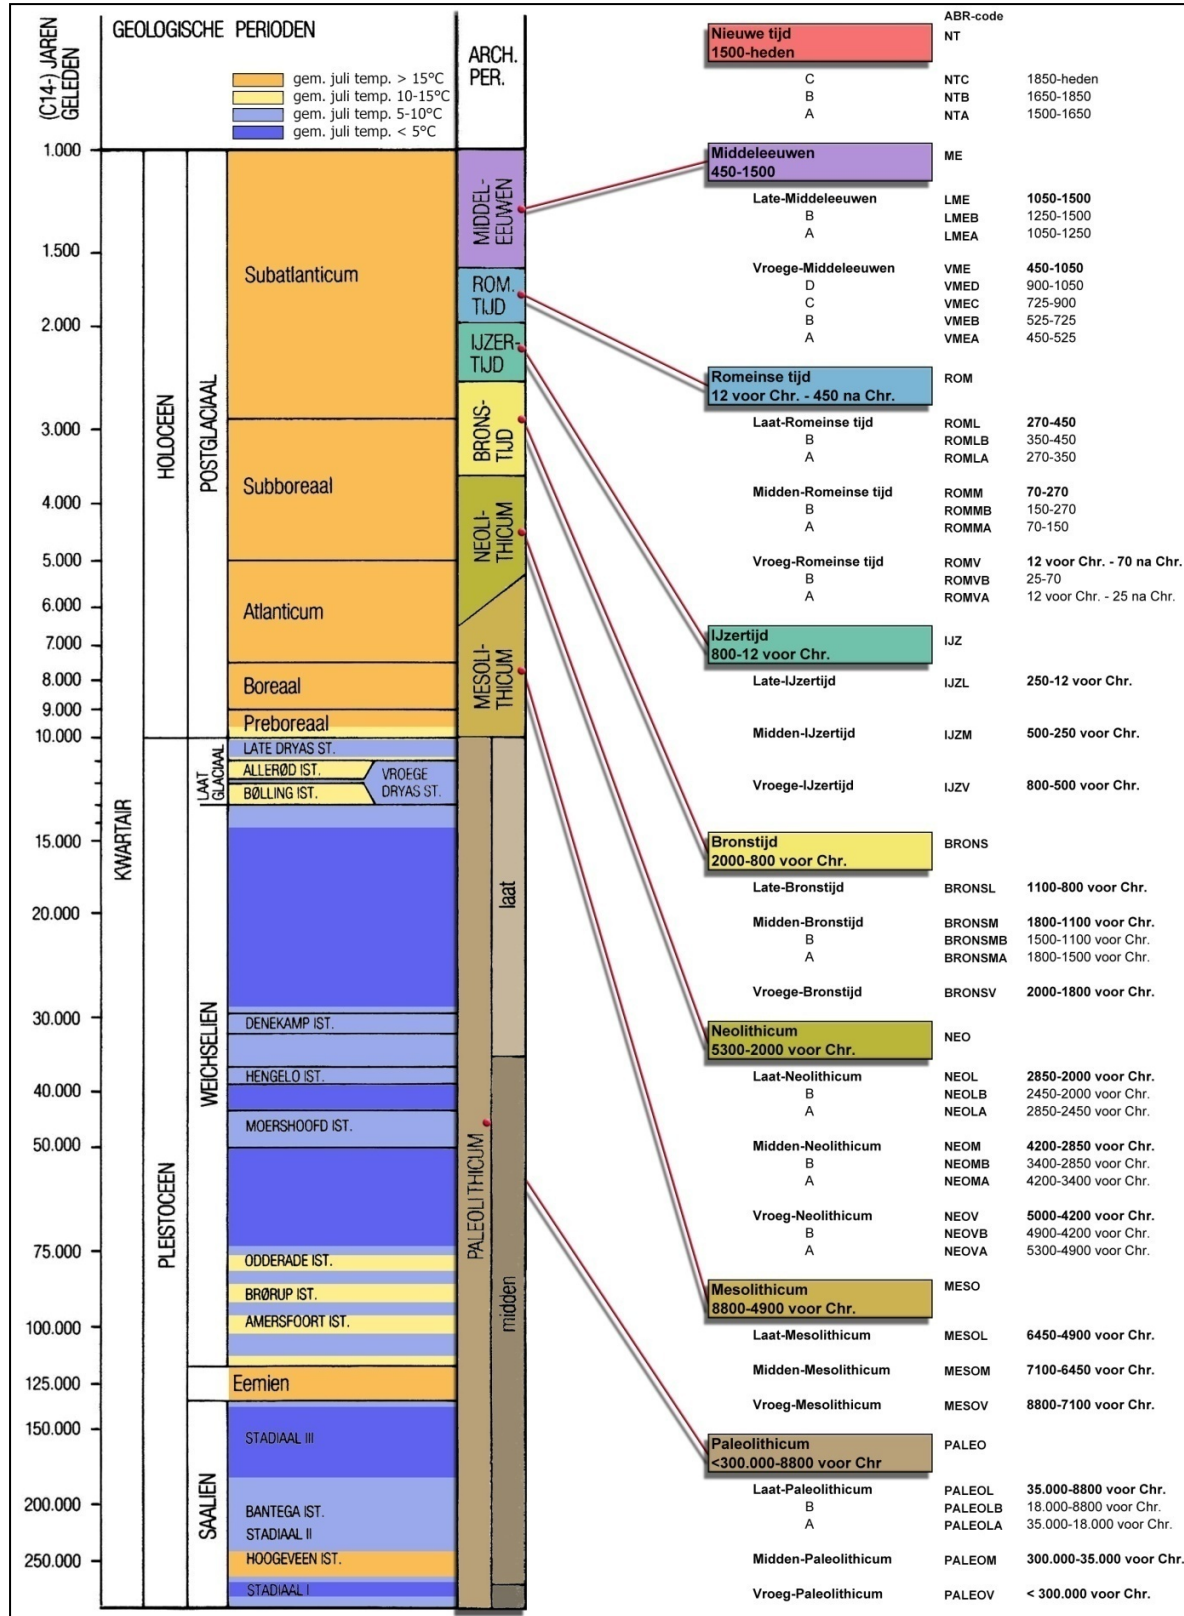 (C14-) JAREN
GELEDEN
GEOLOGISCHE PERIODEN
gem. juli temp. > 15°C
gem. juli temp. 10-15°C
gem. juli temp. 5-10°C
gem. juli temp. < 5°C
ARCH.
PER.
1.000
1.500
2.000
3.000
4.000
5.000
6.000
7.000
8.000
9.000
10.000
15.000
20.000
30.000
40.000
50.000
75.000
100.000
125.000
150.000
200.000
250.000
KWARTAIR
HOLOCEEN
PLEISTOCEEN
POSTGLACIAAL
LAAT
GLACIAAL
WEICHSELIEN
SAALIEN
Subatlanticum
Subboreaal
Atlanticum
Boreaal
Preboreaal
LATE DRYAS ST.
ALLERØD IST.
VROEGE
DRYAS ST.
BØLLING IST.
DENEKAMP IST.
HENGELO IST.
MOERSHOOFD IST.
ODDERADE IST.
BRØRUP IST.
AMERSFOORT IST.
Eemien
STADIAAL III
BANTEGA IST.
STADIAAL II
HOOGEVEEN IST.
STADIAAL I
MIDDEL-
EEUWEN
ROM.
TIJD
IJZER-
TIJD
BRONS-
TIJD
NEOLI-
THICUM
MESOLI-
THICUM
PALEOLITHICUM
laat
midden
ABR-code
Nieuwe tijd NT
1500-heden
C NTC 1850-heden
B NTB 1650-1850
A NTA 1500-1650
Middeleeuwen ME
450-1500
Late-Middeleeuwen LME 1050-1500
B LMEB 1250-1500
A LMEA 1050-1250
Vroege-Middeleeuwen VME 450-1050
D VMED 900-1050
C VMEC 725-900
B VMEB 525-725
A VMEA 450-525
Romeinse tijd ROM
12 voor Chr. - 450 na Chr.
Laat-Romeinse tijd ROML 270-450
B ROMLB 350-450
A ROMLA 270-350
Midden-Romeinse tijd ROMM 70-270
B ROMMB 150-270
A ROMMA 70-150
Vroeg-Romeinse tijd ROMV 12 voor Chr. - 70 na Chr.
B ROMVB 25-70
A ROMVA 12 voor Chr. - 25 na Chr.
IJzertijd IJZ
800-12 voor Chr.
Late-IJzertijd IJZL 250-12 voor Chr.
Midden-IJzertijd IJZM 500-250 voor Chr.
Vroege-IJzertijd IJZV 800-500 voor Chr.
Bronstijd BRONS
2000-800 voor Chr.
Late-Bronstijd BRONSL 1100-800 voor Chr.
Midden-Bronstijd BRONSM 1800-1100 voor Chr.
B BRONSMB 1500-1100 voor Chr.
A BRONSMA 1800-1500 voor Chr.
Vroege-Bronstijd BRONSV 2000-1800 voor Chr.
Neolithicum NEO
5300-2000 voor Chr.
Laat-Neolithicum NEOL 2850-2000 voor Chr.
B NEOLB 2450-2000 voor Chr.
A NEOLA 2850-2450 voor Chr.
Midden-Neolithicum NEOM 4200-2850 voor Chr.
B NEOMB 3400-2850 voor Chr.
A NEOMA 4200-3400 voor Chr.
Vroeg-Neolithicum NEOV 5000-4200 voor Chr.
B NEOVB 4900-4200 voor Chr.
A NEOVA 5300-4900 voor Chr.
Mesolithicum MESO
8800-4900 voor Chr.
Laat-Mesolithicum MESOL 6450-4900 voor Chr.
Midden-Mesolithicum MESOM 7100-6450 voor Chr.
Vroeg-Mesolithicum MESOV 8800-7100 voor Chr.
Paleolithicum PALEO
<300.000-8800 voor Chr
Laat-Paleolithicum PALEOL 35.000-8800 voor Chr.
B PALEOLB 18.000-8800 voor Chr.
A PALEOLA 35.000-18.000 voor Chr.
Midden-Paleolithicum PALEOM 300.000-35.000 voor Chr.
Vroeg-Paleolithicum PALEOV < 300.000 voor Chr.